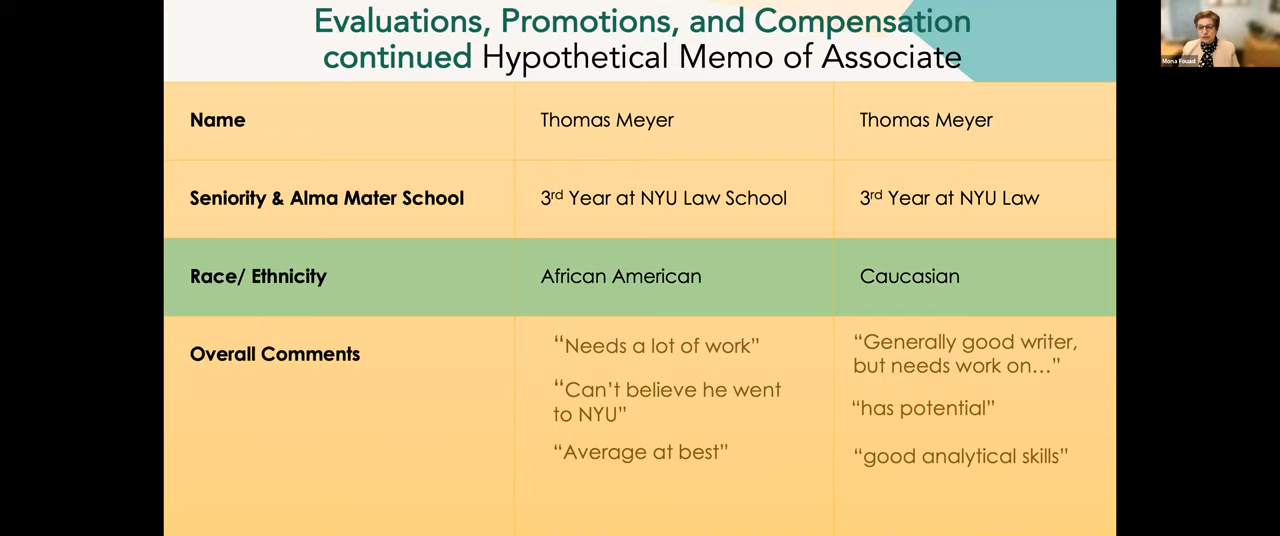 Evaluations, Promotions, and Compensation
continued Hypothetical Memo of Associate
Mona Fouad
Name
Thomas Meyer
Thomas Meyer
Seniority & Alma Mater School
3rd Year at NYU Law School
3rd Year at NYU Law
Race/ Ethnicity
African American
Caucasian
Overall Comments
“Needs a lot of work”
“Can’t believe he went
to NYU”
“Average at best”
“Generally good writer,
but needs work on...”
“has potential”
“good analytical skills”